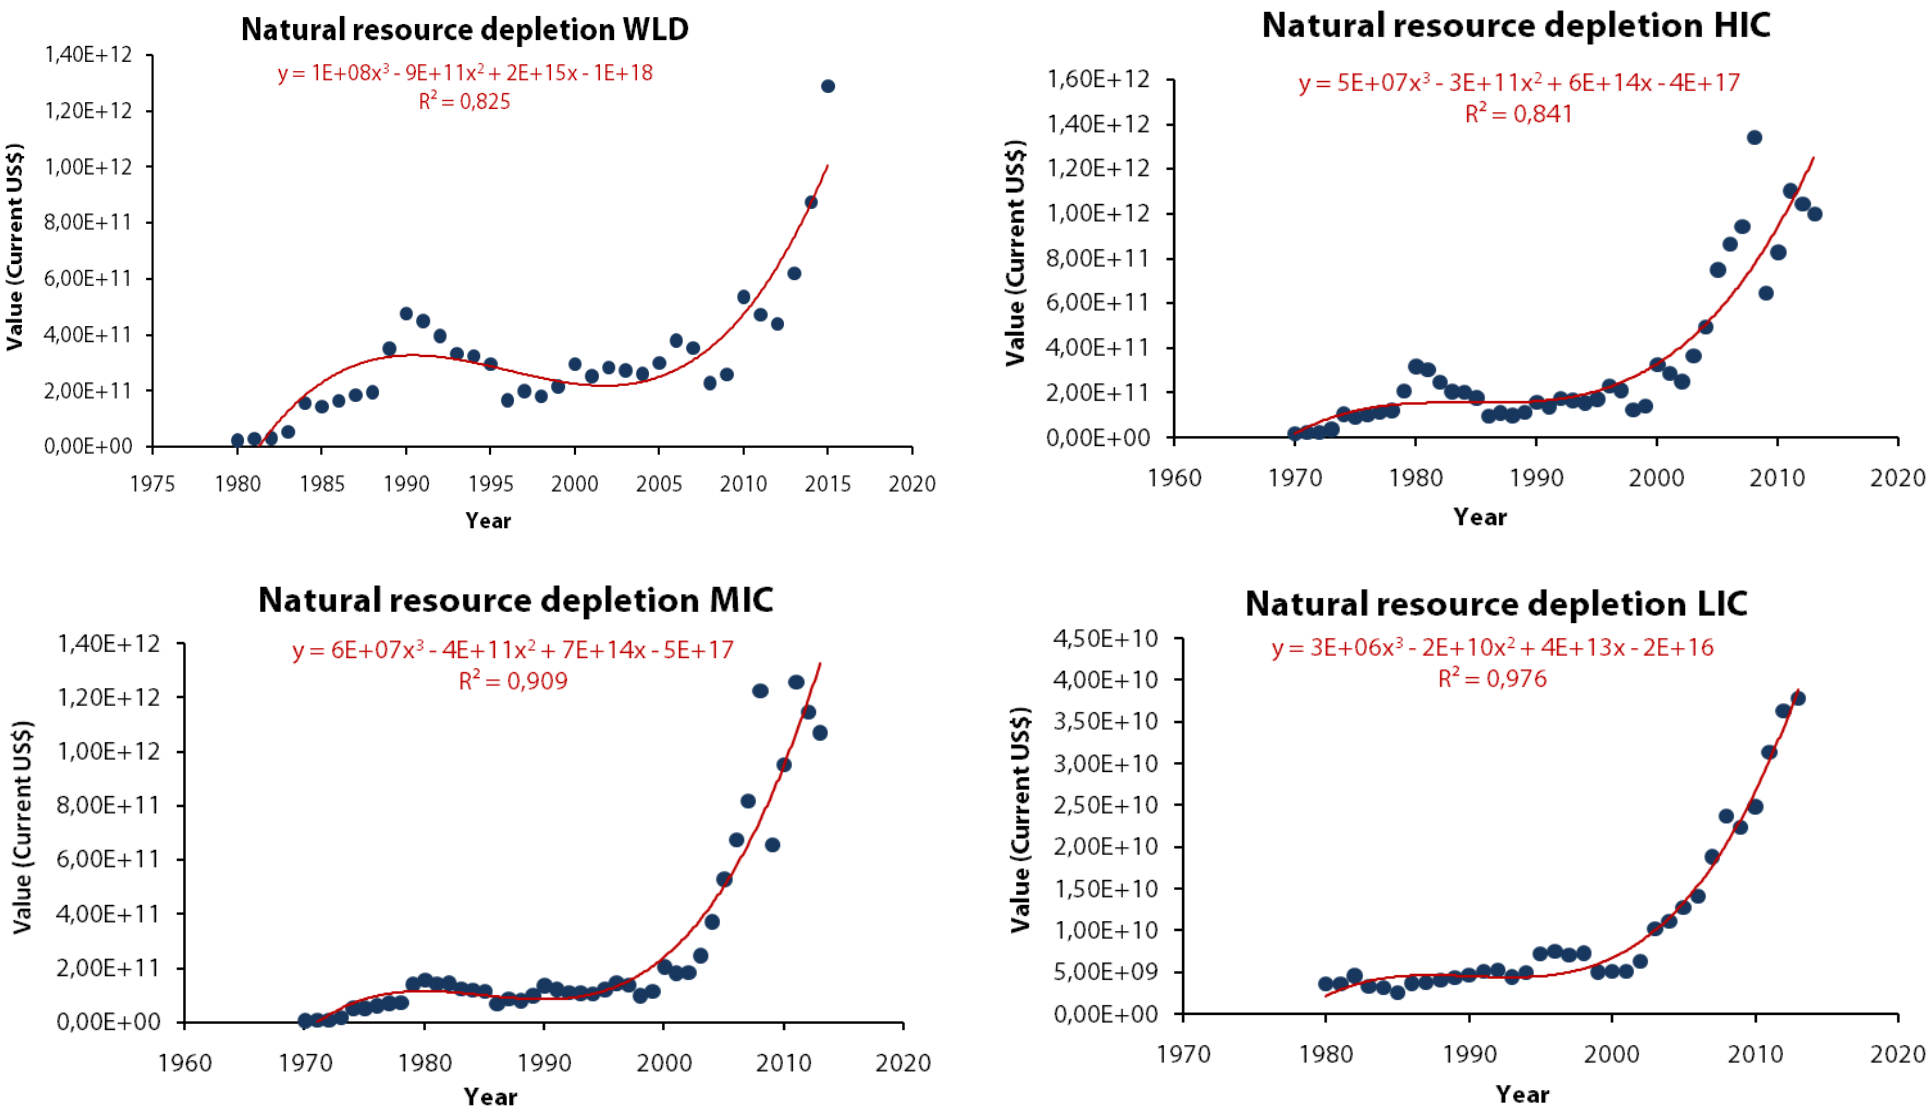 Natural resource depletion WLD
y = 1E+08x³ - 9E+11x² + 2E+15x - 1E+18
R² = 0,825
Value (Current US$)
1,40E+12
1,20E+12
1,00E+12
8,00E+11
6,00E+11
4,00E+11
2,00E+11
0,00E+00
1975 1980 1985 1990 1995 2000 2005 2010 2015 2020
Year
Natural resource depletion HIC
y = 5E+07x³ - 3E+11x² + 6E+14x - 4E+17
R² = 0,841
Value (Current US$)
1,60E+12
1,40E+12
1,20E+12
1,00E+12
8,00E+11
6,00E+11
4,00E+11
2,00E+11
0,00E+00
1960 1970 1980 1990 2000 2010 2020
Year
Natural resource depletion MIC
y = 6E+07x³ - 4E+11x² + 7E+14x - 5E+17
R² = 0,909
Value (Current US$)
1,40E+12
1,20E+12
1,00E+12
8,00E+11
6,00E+11
4,00E+11
2,00E+11
0,00E+00
1960 1970 1980 1990 2000 2010 2020
Year
Natural resource depletion LIC
y = 3E+06x³ - 2E+10x² + 4E+13x - 2E+16
R² = 0,976
Value (Current US$)
4,50E+10
4,00E+10
3,50E+10
3,00E+10
2,50E+10
2,00E+10
1,50E+10
1,00E+10
5,00E+09
0,00E+00
1970 1980 1990 2000 2010 2020
Year